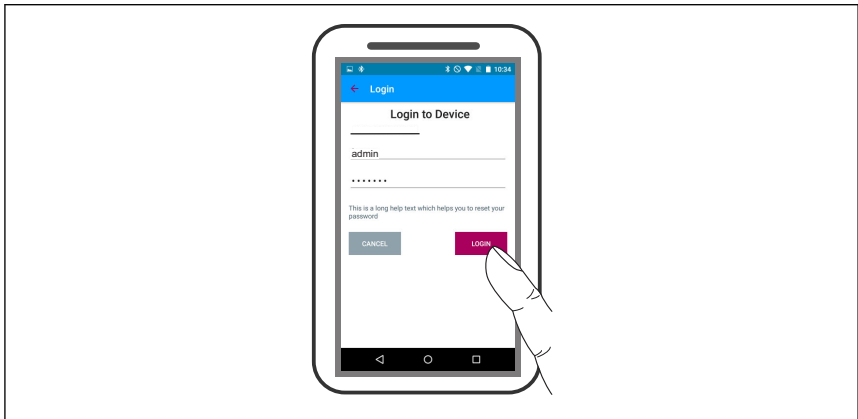 10:34
Login
Login to Device
admin
•••••••
This is a long help text which helps you to reset your
password
CANCEL LOGIN